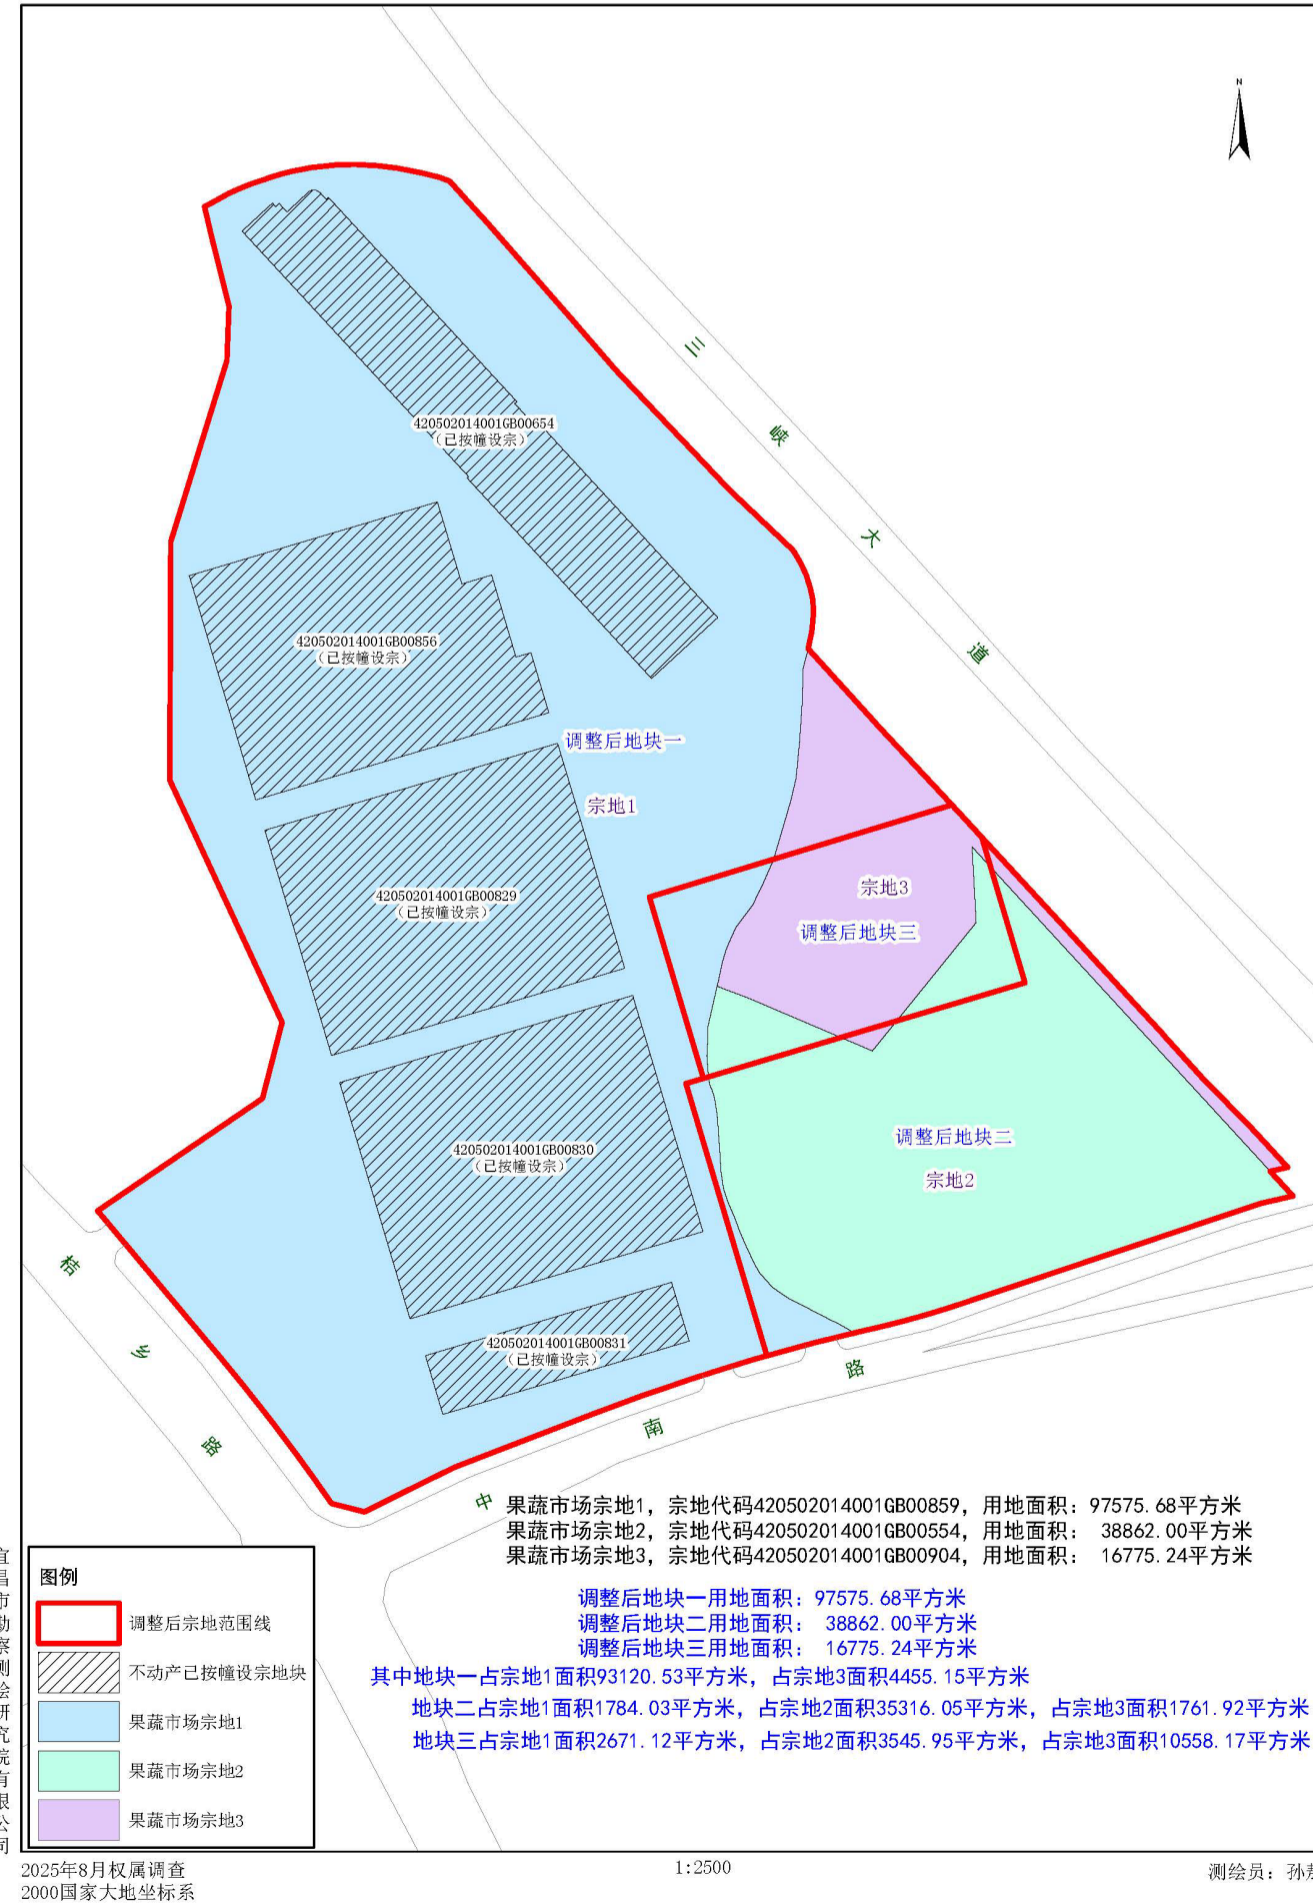 N
三峡大道
420502014001GB00654
（已按幢设宗）
420502014001GB00856
（已按幢设宗）
调整后地块一
宗地1
420502014001GB00829
（已按幢设宗）
宗地3
调整后地块三
420502014001GB00830
（已按幢设宗）
调整后地块二
宗地2
桔乡路
420502014001GB00831
（已按幢设宗）
中南路
果蔬市场宗地1，宗地代码420502014001GB00859，用地面积：97575.68平方米
果蔬市场宗地2，宗地代码420502014001GB00554，用地面积： 38862.00平方米
果蔬市场宗地3，宗地代码420502014001GB00904，用地面积： 16775.24平方米
调整后地块一用地面积：97575.68平方米
调整后地块二用地面积： 38862.00平方米
调整后地块三用地面积： 16775.24平方米
其中地块一占宗地1面积93120.53平方米，占宗地3面积4455.15平方米
地块二占宗地1面积1784.03平方米，占宗地2面积35316.05平方米，占宗地3面积1761.92平方米
地块三占宗地1面积2671.12平方米，占宗地2面积3545.95平方米，占宗地3面积10558.17平方米
图例
调整后宗地范围线
不动产已按幢设宗地块
果蔬市场宗地1
果蔬市场宗地2
果蔬市场宗地3
宜昌市勘察测绘研究院有限公司
2025年8月权属调查
2000国家大地坐标系
1:2500
测绘员：孙